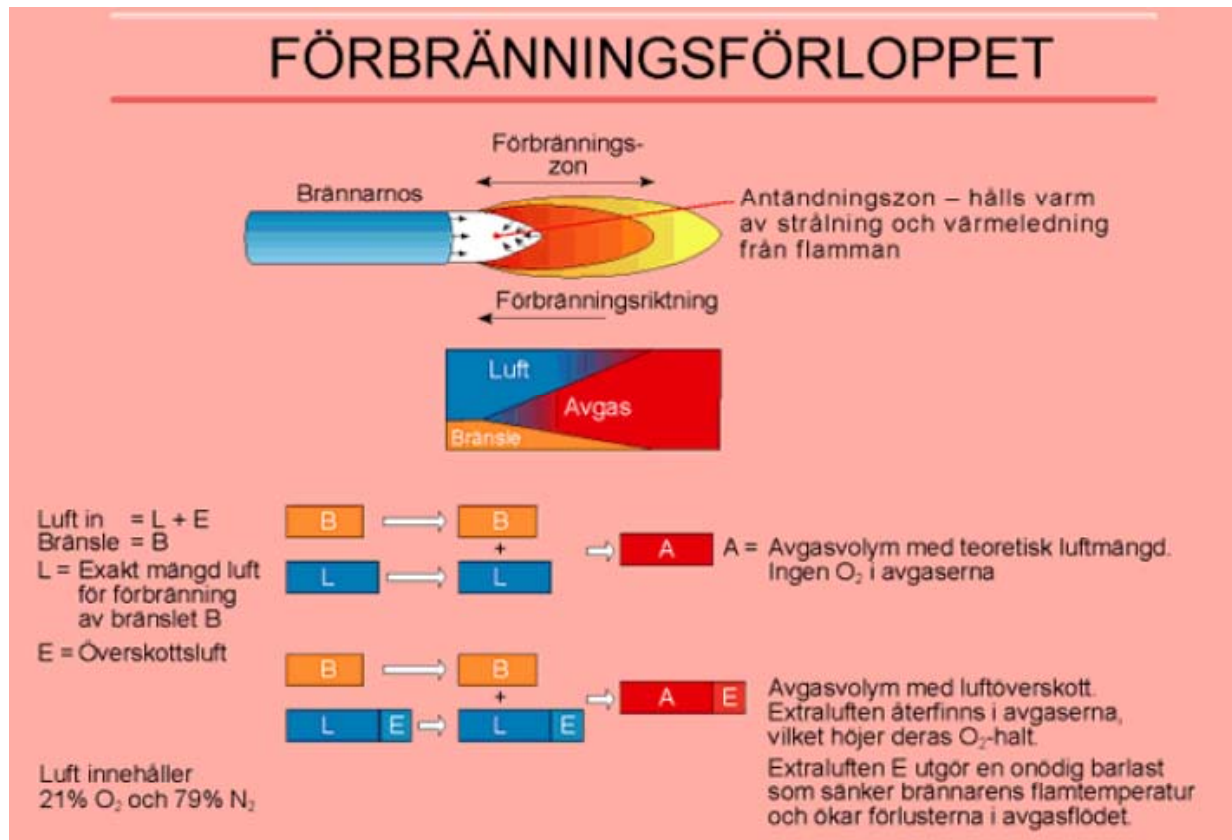 FÖRBRÄNNINGSFÖRLOPPET
Förbrännings-
zon
Brännarnos
Antändningszon – hålls varm
av strålning och värmeledning
från flamman
Förbränningsriktning
Luft
Avgas
Bränsle
Luft in = L + E
Bränsle = B
L = Exakt mängd luft
för förbränning
av bränslet B
E = Överskottsluft
B B
+
L L
A
A = Avgasvolym med teoretisk luftmängd.
Ingen O₂ i avgaserna
B B
+
L E L E
A E
Avgasvolym med luftöverskott.
Extraluften återfinns i avgaserna,
vilket höjer deras O₂-halt.
Extraluften E utgör en onödig barlast
som sänker brännarens flamtemperatur
och ökar förlusterna i avgasflödet.
Luft innehåller
21% O₂ och 79% N₂